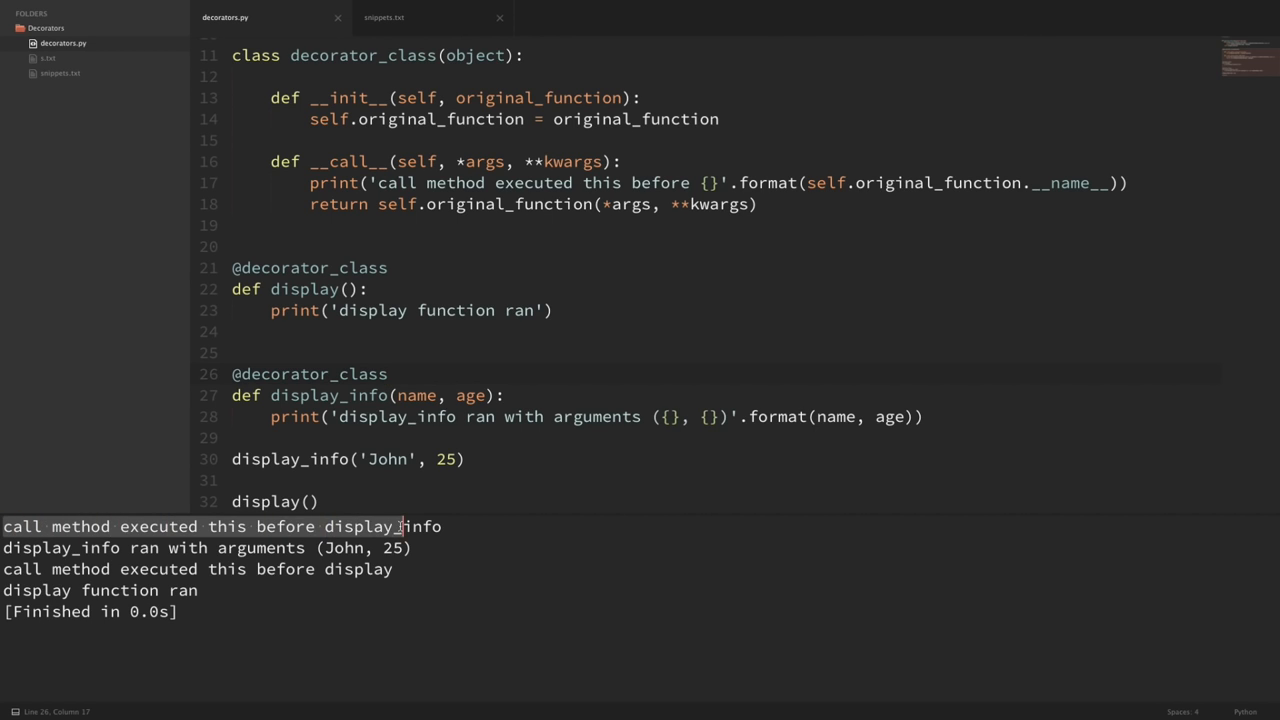 FOLDERS
Decorators
decorators.py
s.txt
snippets.txt
decorators.py
snippets.txt
11 class decorator_class(object):
12
13 def __init__(self, original_function):
14 self.original_function = original_function
15
16 def __call__(self, *args, **kwargs):
17 print('call method executed this before {}'.format(self.original_function.__name__))
18 return self.original_function(*args, **kwargs)
19
20
21 @decorator_class
22 def display():
23 print('display function ran')
24
25
26 @decorator_class
27 def display_info(name, age):
28 print('display_info ran with arguments ({}, {})'.format(name, age))
29
30 display_info('John', 25)
31
32 display()
call method executed this before display_info
display_info ran with arguments (John, 25)
call method executed this before display
display function ran
[Finished in 0.0s]
Line 26, Column 17
Spaces: 4
Python